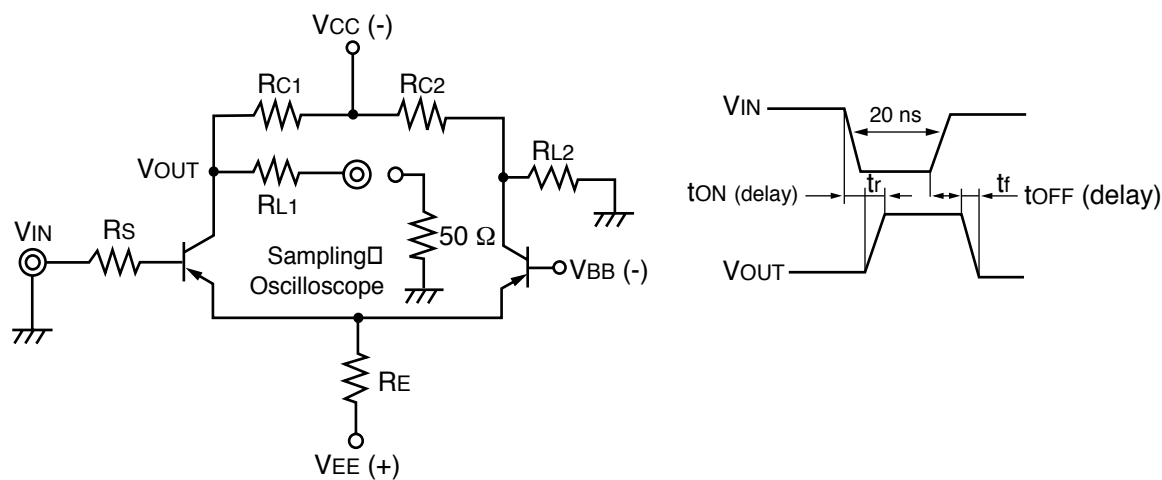 VCC (-)
RC1
RC2
VOUT
RL1
RL2
VIN
RS
50 Ω
Sampling□
Oscilloscope
VBB (-)
RE
VEE (+)
VIN
20 ns
tON (delay)
tr
tf
tOFF (delay)
VOUT